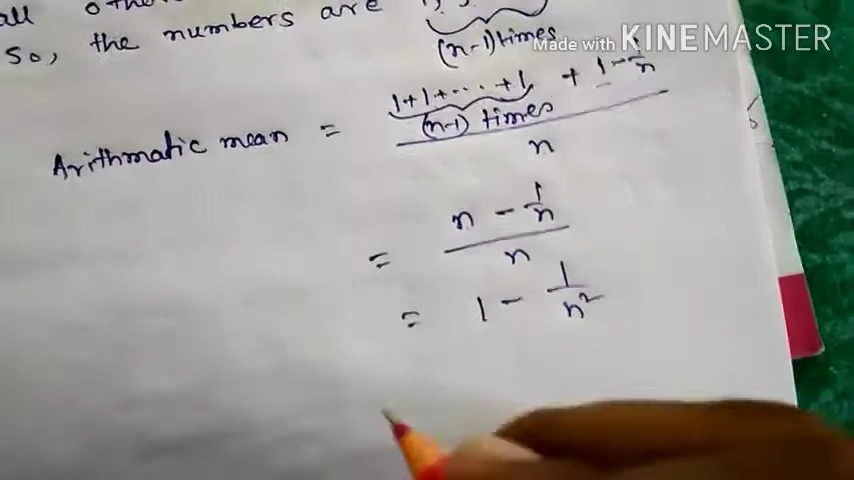 all
So, the numbers are
(n-1) times
Made with KINEMASTER
1+1+....+1 + 1-1/n
(n-1) times
Arithmatic mean = n
= n - 1/n
n
= 1 - 1/n²